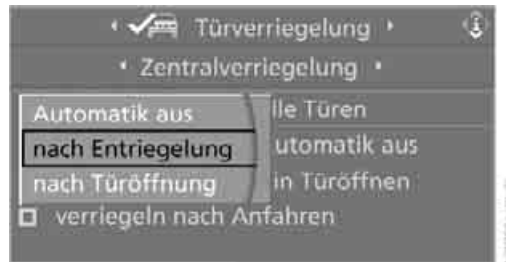 Türverriegelung
Zentralverriegelung
Automatik aus
lle Türen
nach Entriegelung
utomatik aus
nach Türöffnung
in Türöffnen
verriegeln nach Anfahren